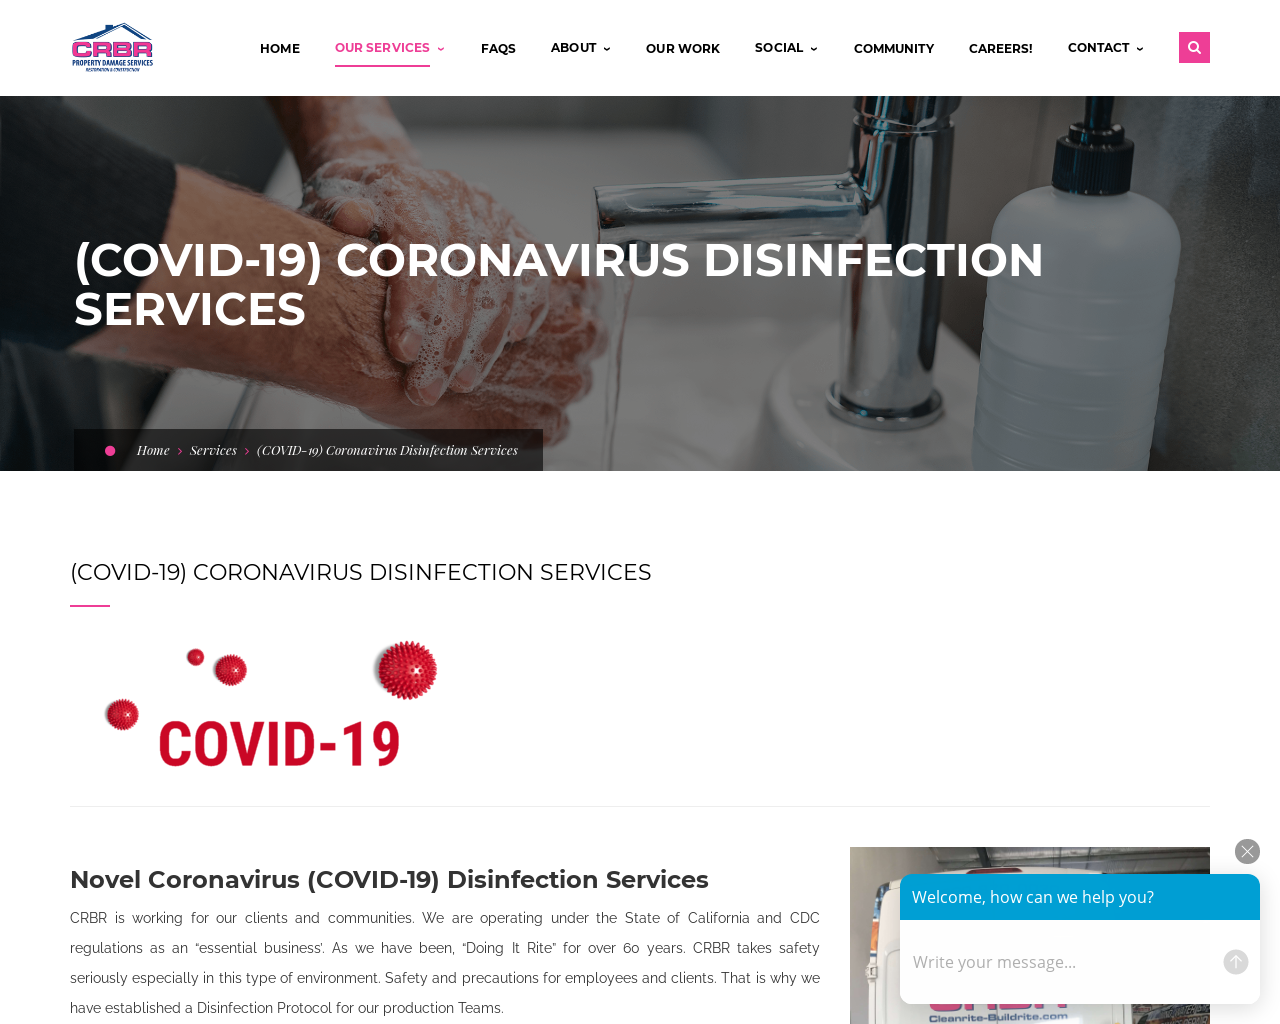 CRBR
PROPERTY DAMAGE SERVICES
RESTORATION & CONSTRUCTION
HOME
OUR SERVICES
FAQS
ABOUT
OUR WORK
SOCIAL
COMMUNITY
CAREERS!
CONTACT
(COVID-19) CORONAVIRUS DISINFECTION
SERVICES
Home > Services > (COVID-19) Coronavirus Disinfection Services
(COVID-19) CORONAVIRUS DISINFECTION SERVICES
COVID-19
Novel Coronavirus (COVID-19) Disinfection Services
CRBR is working for our clients and communities. We are operating under the State of California and CDC
regulations as an “essential business’. As we have been, “Doing It Rite” for over 60 years. CRBR takes safety
seriously especially in this type of environment. Safety and precautions for employees and clients. That is why we
have established a Disinfection Protocol for our production Teams.
Welcome, how can we help you?
Write your message...
Cleanrite-Buildrite.com